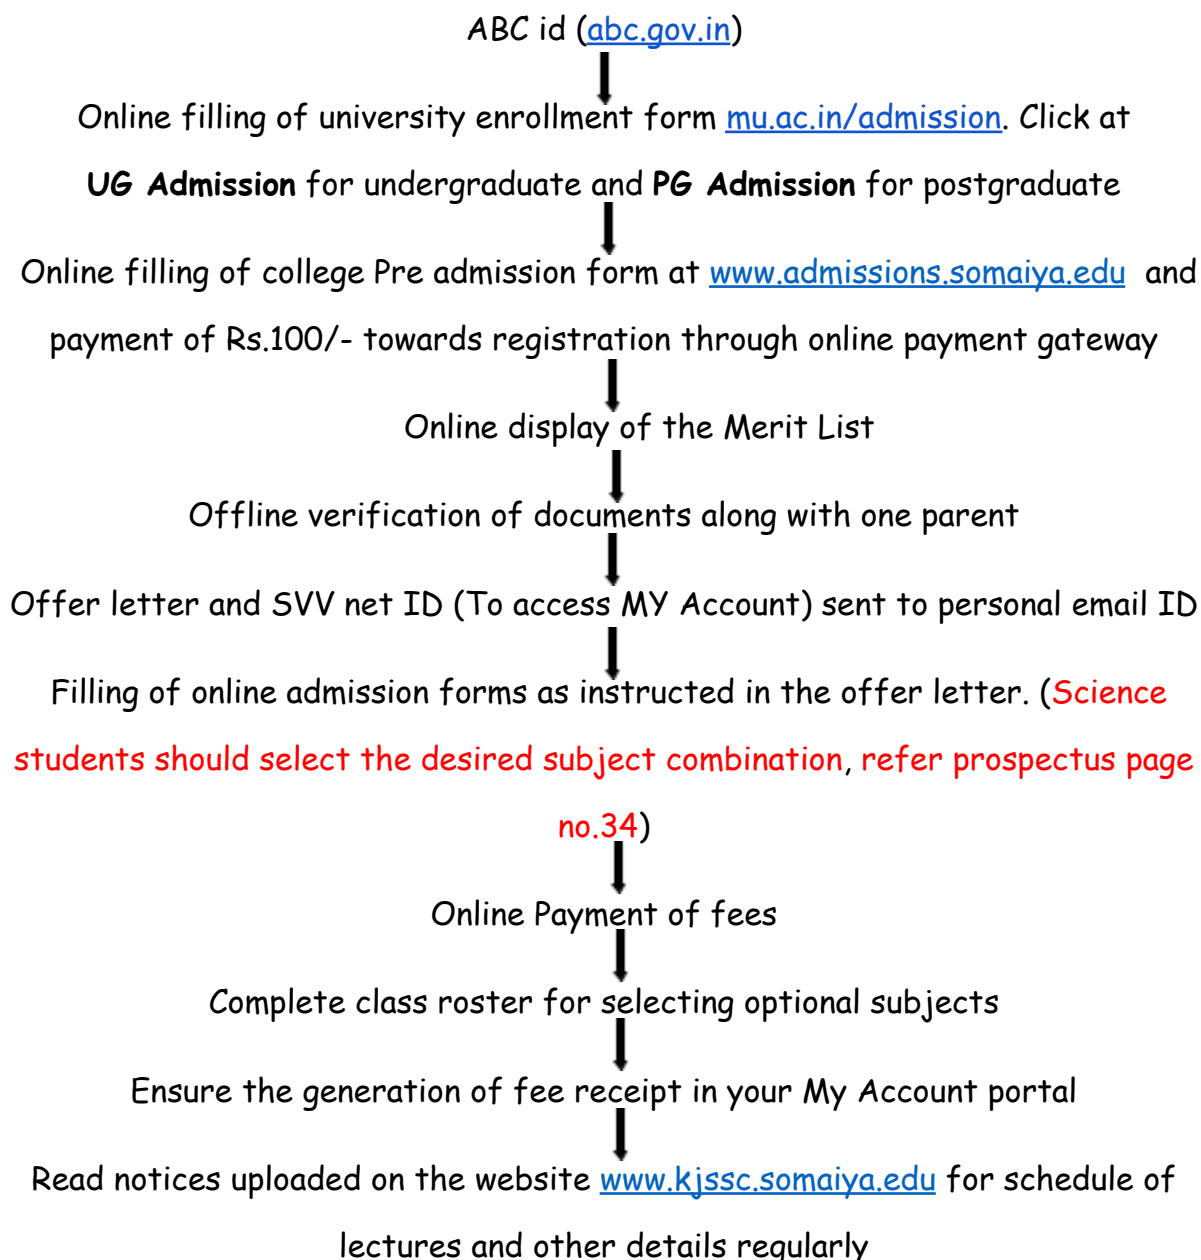 ABC id (abc.gov.in)
Online filling of university enrollment form mu.ac.in/admission. Click at
UG Admission for undergraduate and PG Admission for postgraduate
Online filling of college Pre admission form at www.admissions.somaiya.edu and
payment of Rs.100/- towards registration through online payment gateway
Online display of the Merit List
Offline verification of documents along with one parent
Offer letter and SVV net ID (To access MY Account) sent to personal email ID
Filling of online admission forms as instructed in the offer letter. (Science
students should select the desired subject combination, refer prospectus page
no.34)
Online Payment of fees
Complete class roster for selecting optional subjects
Ensure the generation of fee receipt in your My Account portal
Read notices uploaded on the website www.kjssc.somaiya.edu for schedule of
lectures and other details regularly